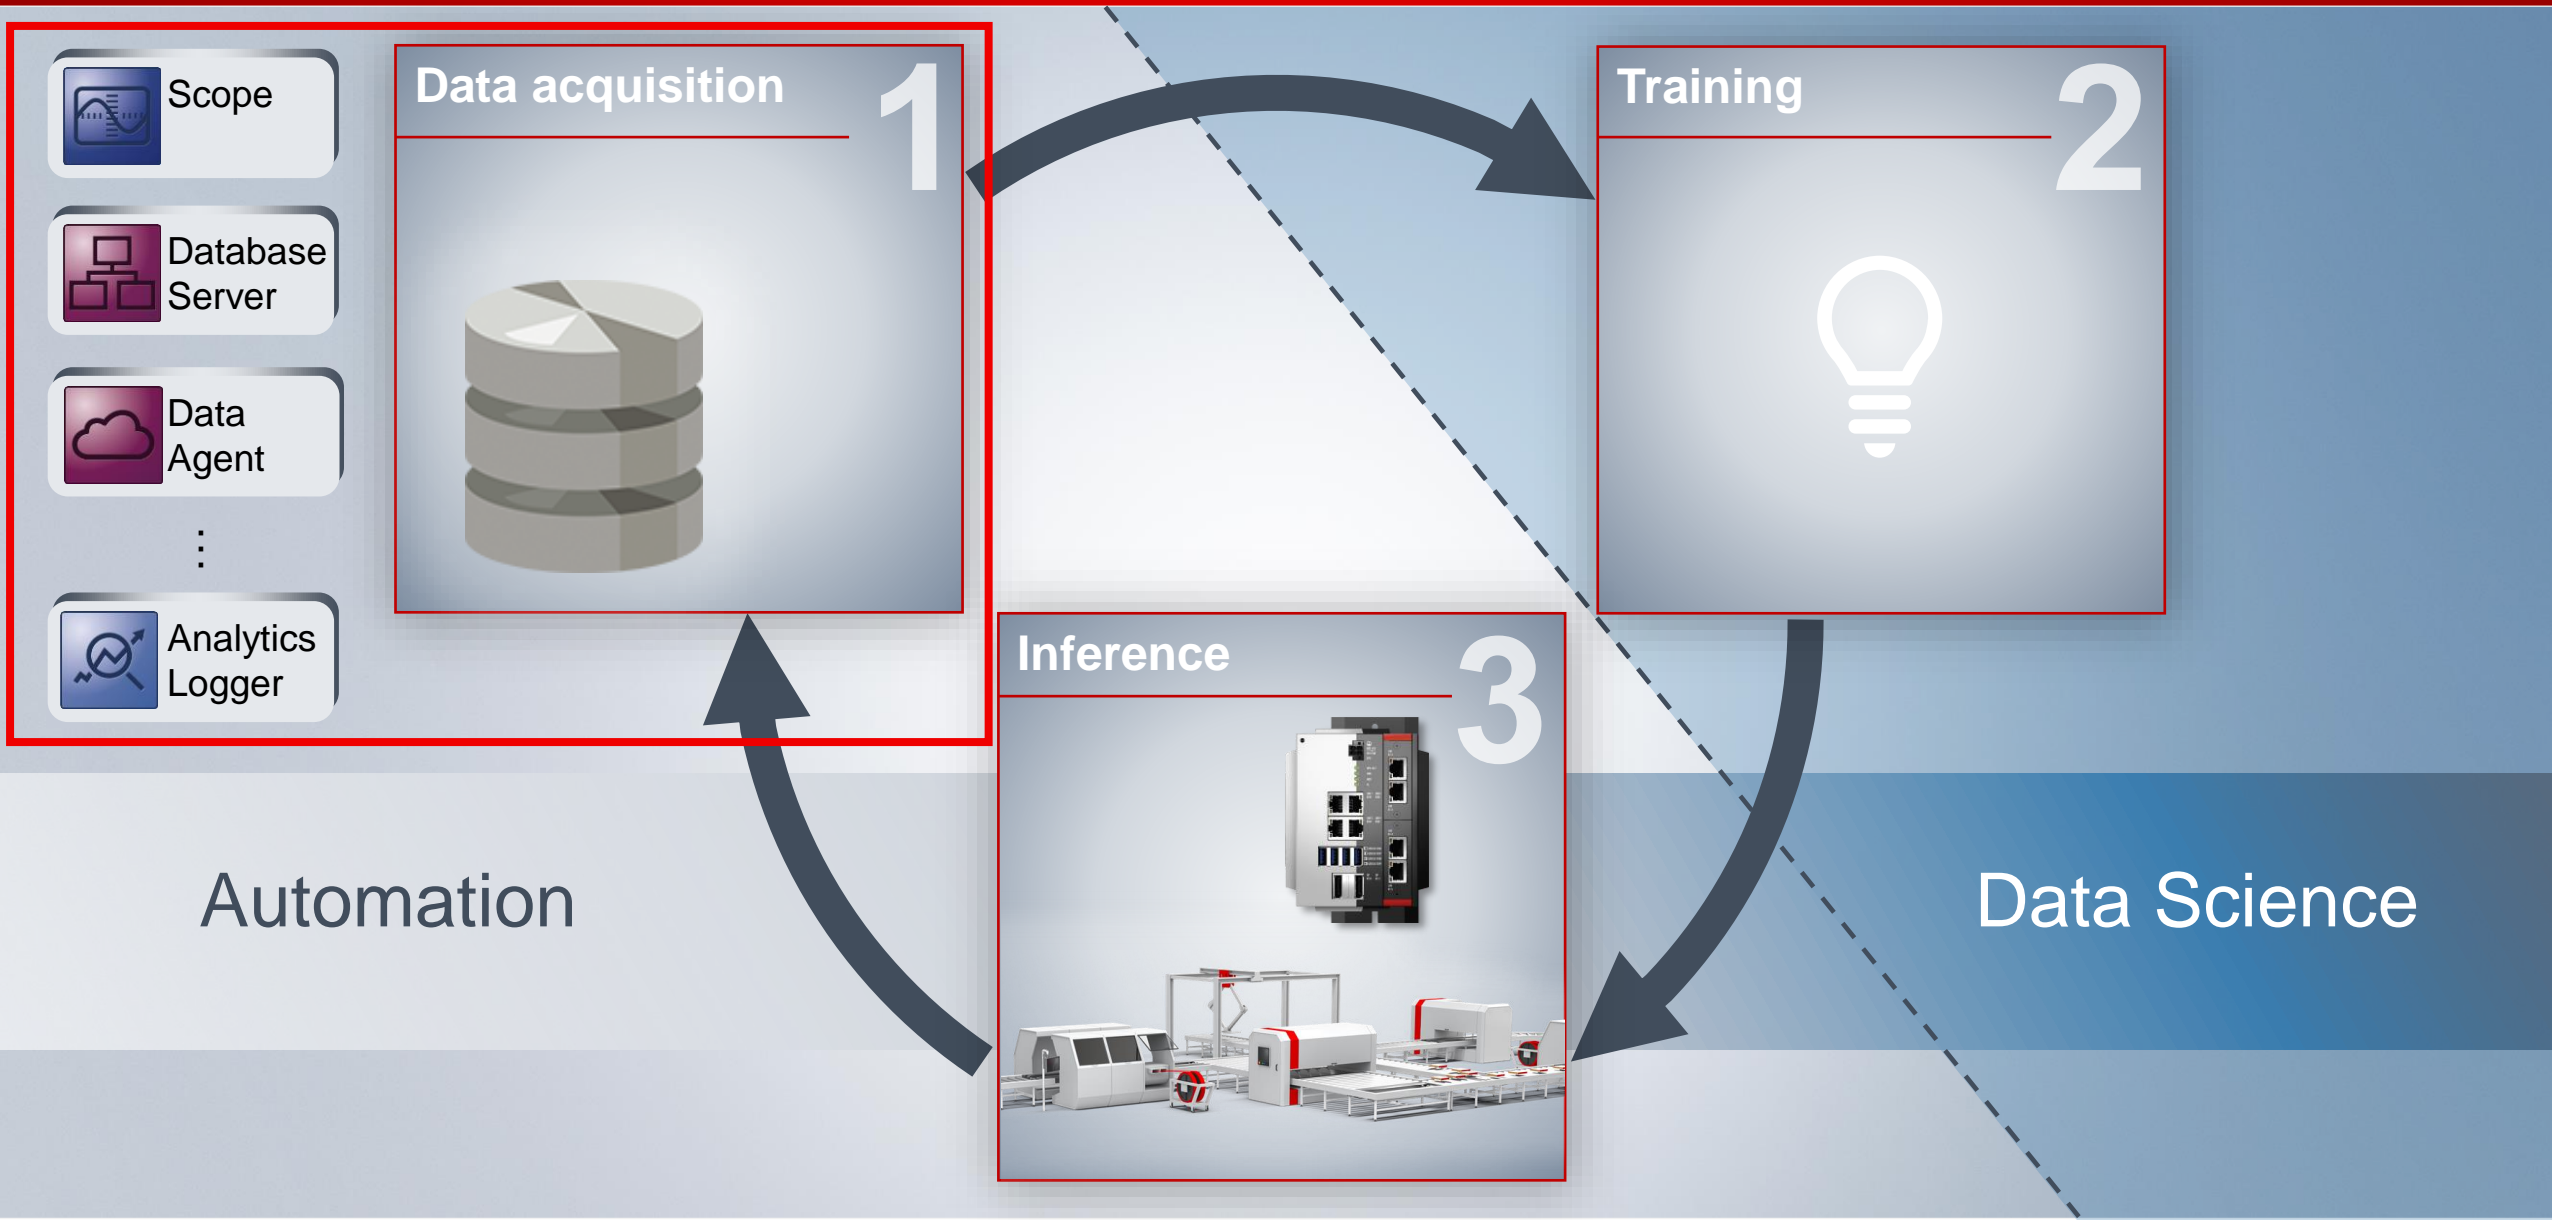 Scope
Database
Server
Data
Agent
⋮
Analytics
Logger
Data acquisition
1
Training
2
Inference
3
Automation
Data Science